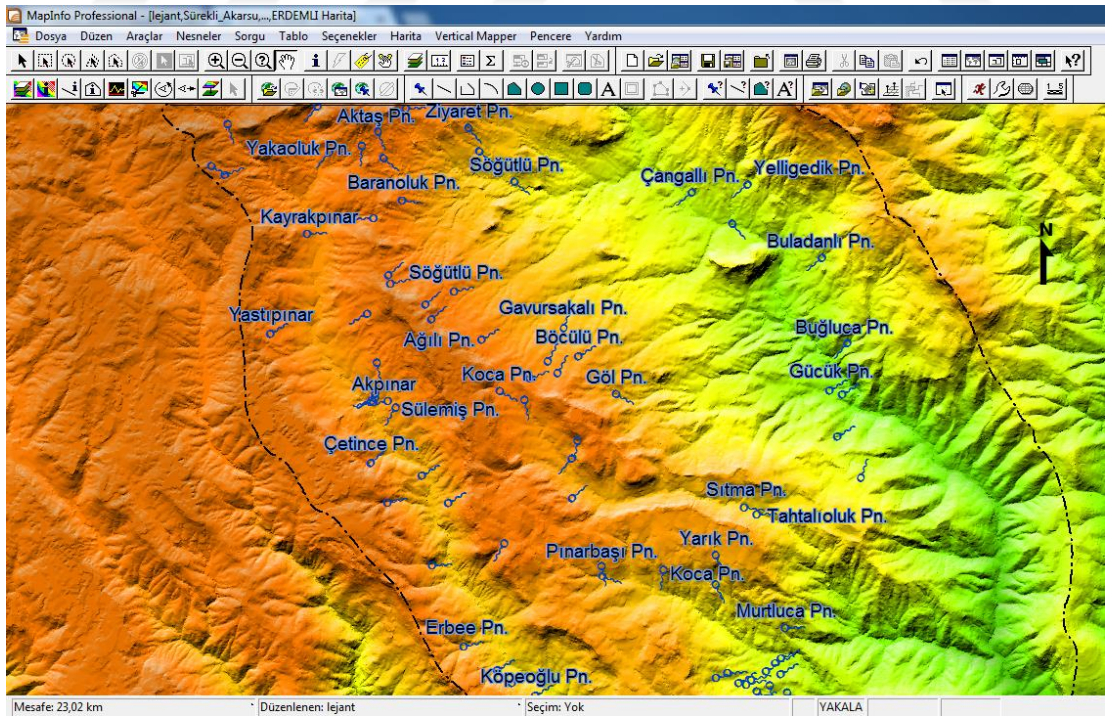 MapInfo Professional - [lejant,Sürekli_Akarsu,...,ERDEMLI Harita]
Dosya Düzen Araçlar Nesneler Sorgu Tablo Seçenekler Harita Vertical Mapper Pencere Yardım
Aktaş Pn. Ziyaret Pn.
Yakaoluk Pn.
Söğütlü Pn.
Yelligedik Pn.
Çangallı Pn.
Baranoluk Pn.
Kayrakpınar
N
Buladanlı Pn.
Söğütlü Pn.
Gavursakalı Pn.
Yastıpınar
Buğluca Pn.
Ağılı Pn.
Böcülü Pn.
Gücük Pn.
Koca Pn.
Göl Pn.
Akpınar
Sülemiş Pn.
Çetince Pn.
Sıtma Pn.
Tahtalıoluk Pn.
Yarık Pn.
Pınarbaşı Pn.
Koca Pn.
Murtluca Pn.
Erbee Pn.
Köpeoğlu Pn.
Mesafe: 23,02 km Düzenlenen: lejant Seçim: Yok YAKALA